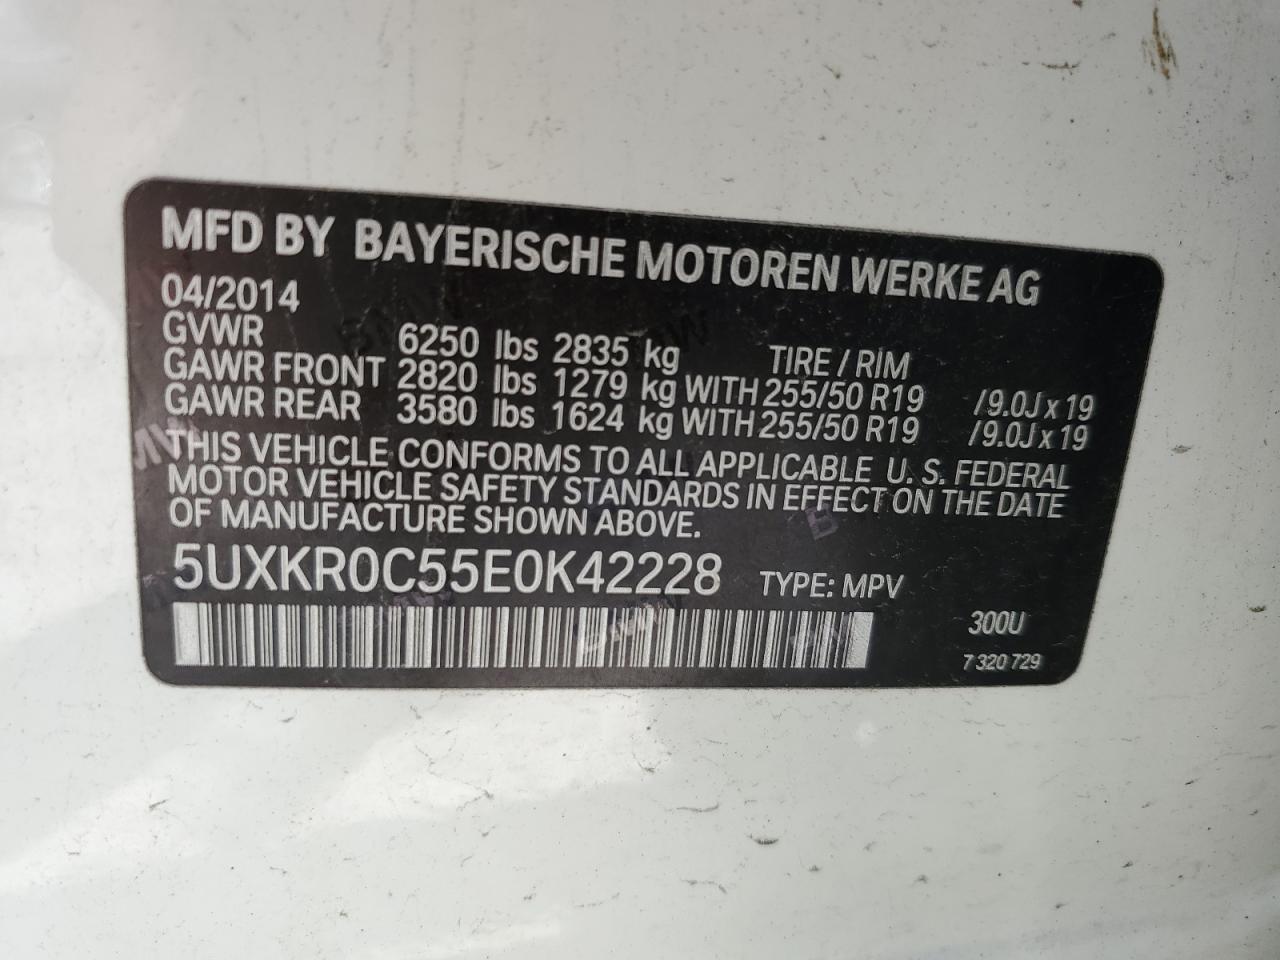 MFD BY BAYERISCHE MOTOREN WERKE AG
04/2014
GVWR 6250 lbs 2835 kg TIRE / RIM
GAWR FRONT 2820 lbs 1279 kg WITH 255/50 R19 /9.0J x 19
GAWR REAR 3580 lbs 1624 kg WITH 255/50 R19 /9.0J x 19
THIS VEHICLE CONFORMS TO ALL APPLICABLE U. S. FEDERAL
MOTOR VEHICLE SAFETY STANDARDS IN EFFECT ON THE DATE
OF MANUFACTURE SHOWN ABOVE.
5UXKR0C55E0K42228 TYPE: MPV
300U
7 320 729